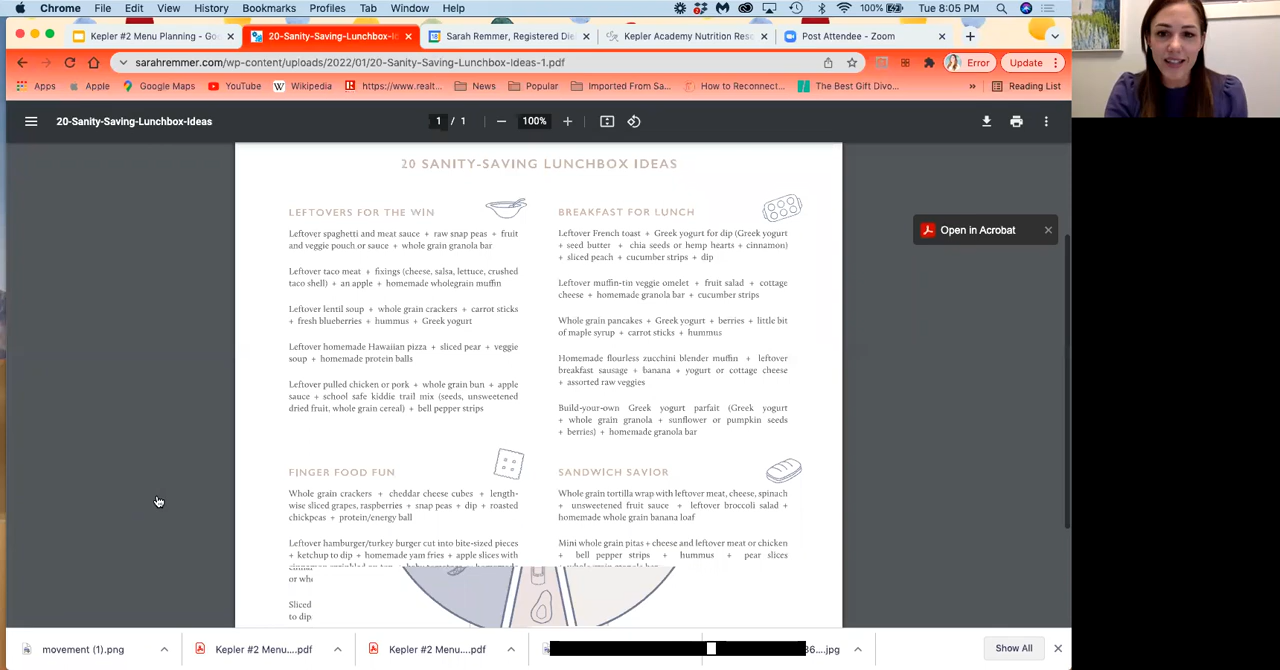 Chrome File Edit View History Bookmarks Profiles Tab Window Help 100% Tue 8:05 PM
Kepler #2 Menu Planning - Go
20-Sanity-Saving-Lunchbox-I
Sarah Remmer, Registered Die
Kepler Academy Nutrition Res
Post Attendee - Zoom
sarahremmer.com/wp-content/uploads/2022/01/20-Sanity-Saving-Lunchbox-Ideas-1.pdf
Error
Update
Apps Apple Google Maps YouTube Wikipedia https://www.realt... News Popular Imported From Sa... How to Reconnect... The Best Gift Divo... » Reading List
20-Sanity-Saving-Lunchbox-Ideas
1 / 1
100%
Open in Acrobat
20 SANITY-SAVING LUNCHBOX IDEAS
LEFTOVERS FOR THE WIN
Leftover spaghetti and meat sauce + raw snap peas + fruit
and veggie pouch or sauce + whole grain granola bar
Leftover taco meat + fixings (cheese, salsa, lettuce, crushed
taco shell) + an apple + homemade wholegrain muffin
Leftover lentil soup + whole grain crackers + carrot sticks
+ fresh blueberries + hummus + Greek yogurt
Leftover homemade Hawaiian pizza + sliced pear + veggie
soup + homemade protein balls
Leftover pulled chicken or pork + whole grain bun + apple
sauce + school safe kiddie trail mix (seeds, unsweetened
dried fruit, whole grain cereal) + bell pepper strips
BREAKFAST FOR LUNCH
Leftover French toast + Greek yogurt for dip (Greek yogurt
+ seed butter + chia seeds or hemp hearts + cinnamon)
+ sliced peach + cucumber strips + dip
Leftover muffin-tin veggie omelet + fruit salad + cottage
cheese + homemade granola bar + cucumber strips
Whole grain pancakes + Greek yogurt + berries + little bit
of maple syrup + carrot sticks + hummus
Homemade flourless zucchini blender muffin + leftover
breakfast sausage + banana + yogurt or cottage cheese
+ assorted raw veggies
Build-your-own Greek yogurt parfait (Greek yogurt
+ whole grain granola + sunflower or pumpkin seeds
+ berries) + homemade granola bar
FINGER FOOD FUN
Whole grain crackers + cheddar cheese cubes + length-
wise sliced grapes, raspberries + snap peas + dip + roasted
chickpeas + protein/energy ball
Leftover hamburger/turkey burger cut into bite-sized pieces
+ ketchup to dip + homemade yam fries + apple slices with
or
Sliced
to dip
SANDWICH SAVIOR
Whole grain tortilla wrap with leftover meat, cheese, spinach
+ unsweetened fruit sauce + leftover broccoli salad +
homemade whole grain banana loaf
Mini whole grain pitas + cheese and leftover meat or chicken
+ bell pepper strips + hummus + pear slices
movement (1).png
Kepler #2 Menu....pdf
Kepler #2 Menu....pdf
36....jpg
Show All